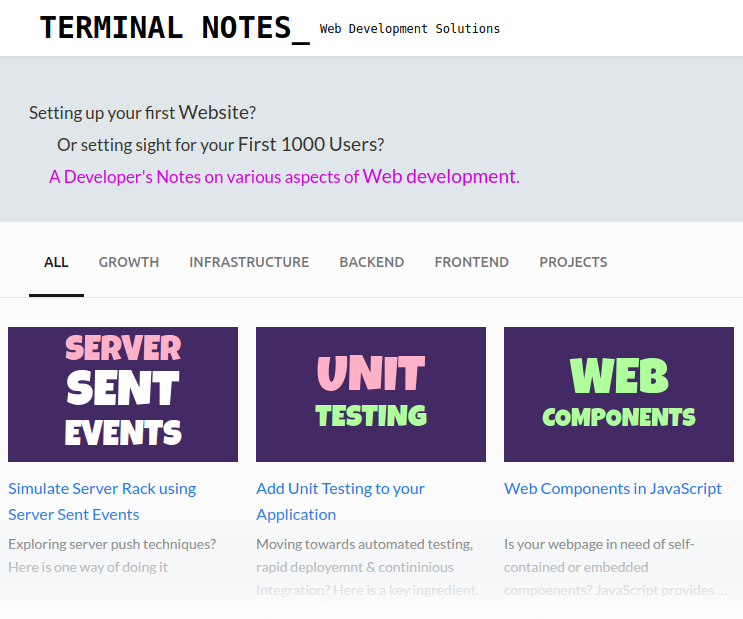 TERMINAL NOTES_ Web Development Solutions
Setting up your first Website?
Or setting sight for your First 1000 Users?
A Developer's Notes on various aspects of Web development.
ALL GROWTH INFRASTRUCTURE BACKEND FRONTEND PROJECTS
SERVER
SENT
EVENTS
UNIT
TESTING
WEB
COMPONENTS
Simulate Server Rack using
Server Sent Events
Exploring server push techniques?
Here is one way of doing it
Add Unit Testing to your
Application
Moving towards automated testing,
rapid deployemnt & contininious
Integration? Here is a key ingredient.
Web Components in JavaScript
Is your webpage in need of self-
contained or embedded
compoenents? JavaScript provides ...